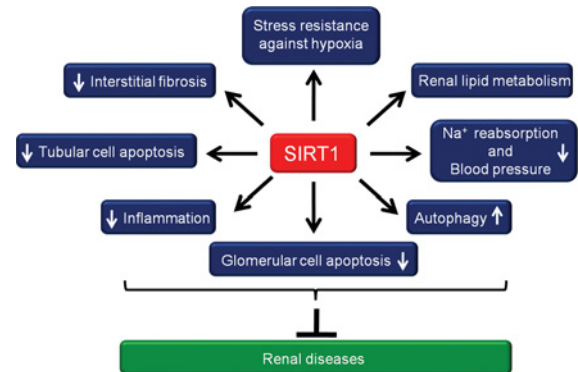 Stress resistance
against hypoxia
↓ Interstitial fibrosis
Renal lipid metabolism
↓ Tubular cell apoptosis
SIRT1
Na⁺ reabsorption
and
Blood pressure ↓
↓ Inflammation
Autophagy ↑
Glomerular cell apoptosis ↓
Renal diseases